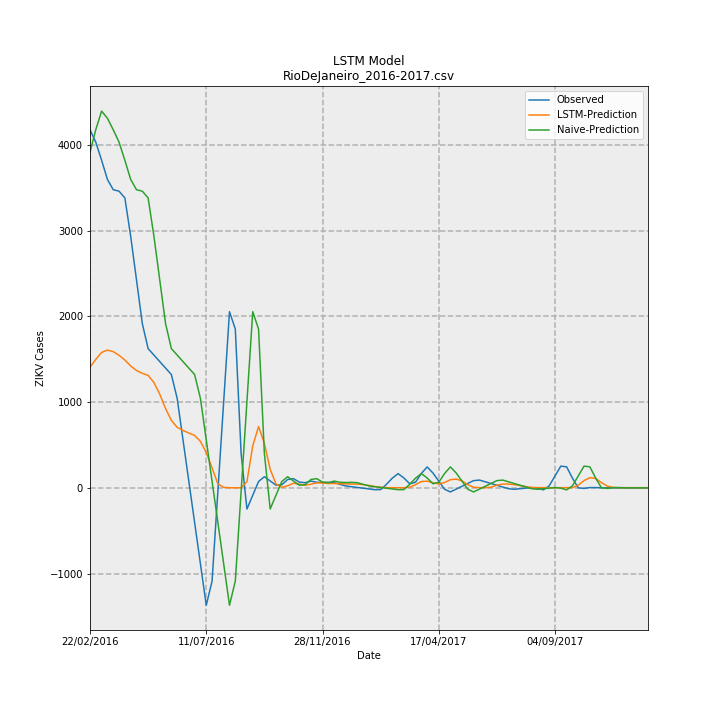 LSTM Model
RioDeJaneiro_2016-2017.csv
Observed
LSTM-Prediction
Naive-Prediction
ZIKV Cases
4000
3000
2000
1000
0
−1000
22/02/2016 11/07/2016 28/11/2016 17/04/2017 04/09/2017
Date